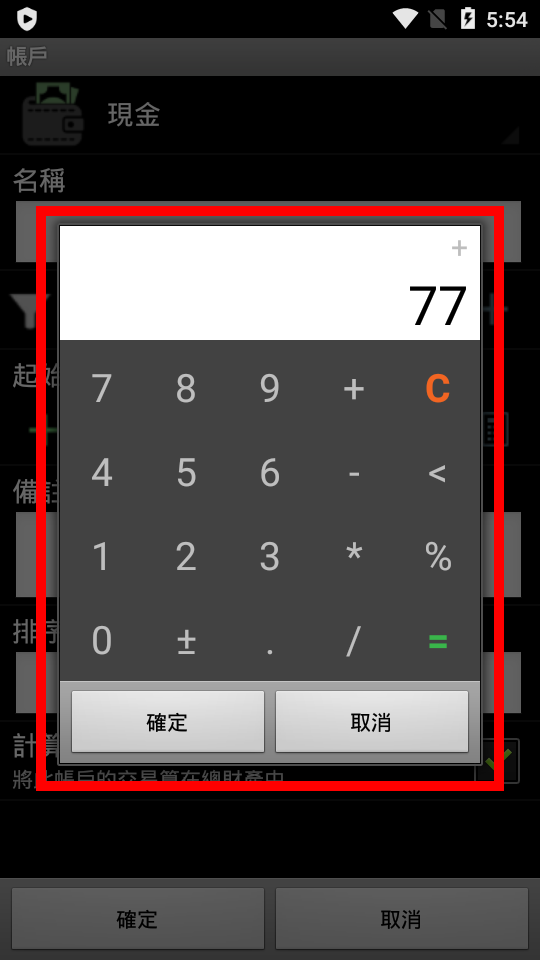 5:54
帳戶
現金
名稱
+
77
起始
7 8 9 + C
4 5 6 - <
備註
1 2 3 * %
0 ± . / =
排序
確定 取消
計算
將此帳戶的交易算在總財產中
確定 取消